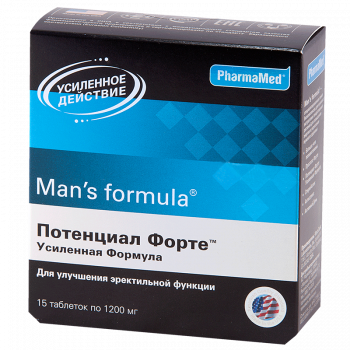 УСИЛЕННОЕ
ДЕЙСТВИЕ
PharmaMed®
Man's formula®
Потенциал Форте™
Усиленная Формула
Для улучшения эректильной функции
15 таблеток по 1200 мг